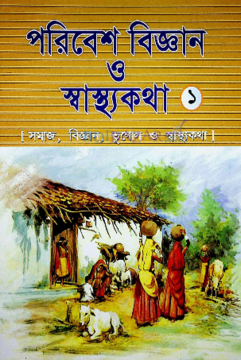 পরিবেশ বিজ্ঞান
ও
স্বাস্থ্যকথা ১
[ সমাজ, বিজ্ঞান, ভূগোল ও স্বাস্থ্যকথা ]